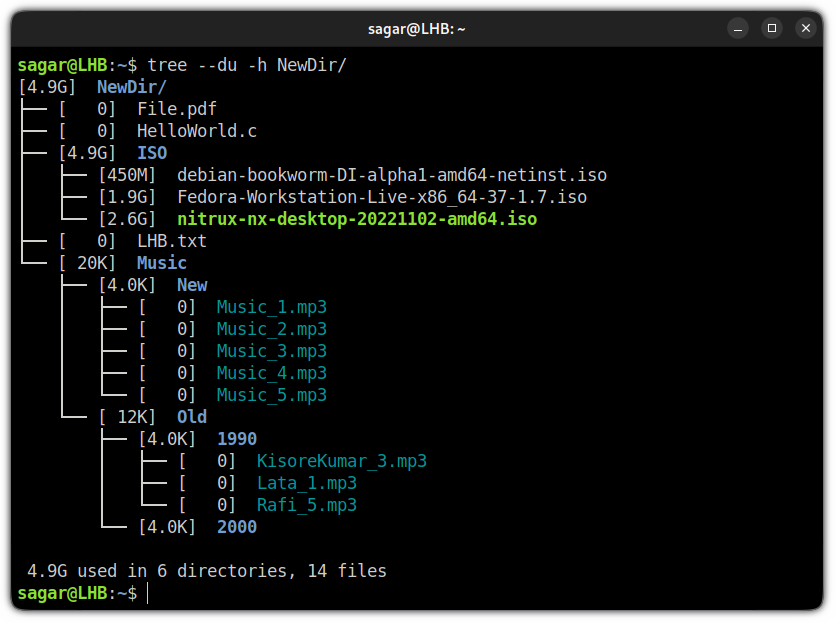 sagar@LHB: ~
sagar@LHB:~$ tree --du -h NewDir/
[4.9G]  NewDir/
├── [   0]  File.pdf
├── [   0]  HelloWorld.c
├── [4.9G]  ISO
│   ├── [450M]  debian-bookworm-DI-alpha1-amd64-netinst.iso
│   ├── [1.9G]  Fedora-Workstation-Live-x86_64-37-1.7.iso
│   └── [2.6G]  nitrux-nx-desktop-20221102-amd64.iso
├── [   0]  LHB.txt
└── [ 20K]  Music
    ├── [4.0K]  New
    │   ├── [   0]  Music_1.mp3
    │   ├── [   0]  Music_2.mp3
    │   ├── [   0]  Music_3.mp3
    │   ├── [   0]  Music_4.mp3
    │   └── [   0]  Music_5.mp3
    └── [ 12K]  Old
        ├── [4.0K]  1990
        │   ├── [   0]  KisoreKumar_3.mp3
        │   ├── [   0]  Lata_1.mp3
        │   └── [   0]  Rafi_5.mp3
        └── [4.0K]  2000
 4.9G used in 6 directories, 14 files
sagar@LHB:~$